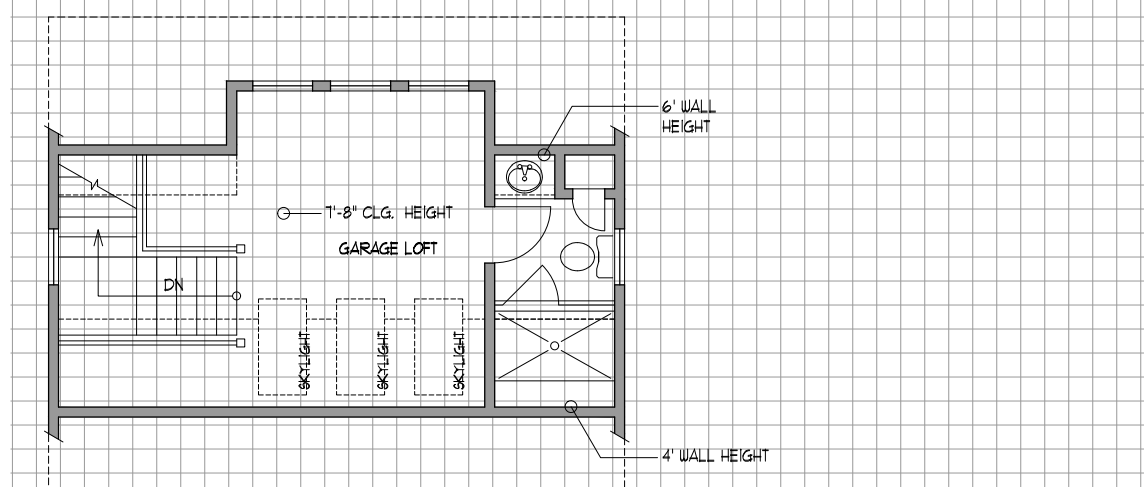 6' WALL
HEIGHT
7'-8" CLG. HEIGHT
GARAGE LOFT
DN
SKYLIGHT
SKYLIGHT
SKYLIGHT
4' WALL HEIGHT